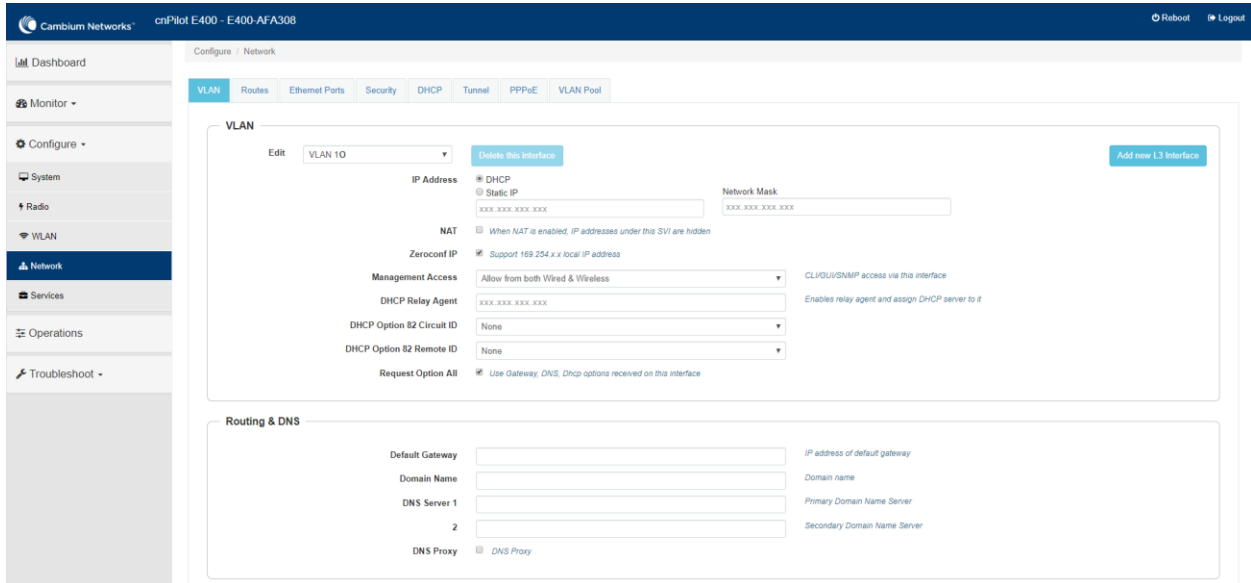 Cambium Networks™ cnPilot E400 - E400-AFA308 Reboot Logout
Configure / Network
Dashboard
Monitor
Configure
System
Radio
WLAN
Network
Services
Operations
Troubleshoot
VLAN Routes Ethernet Ports Security DHCP Tunnel PPPoE VLAN Pool
VLAN
Edit VLAN 1O Delete this interface Add new L3 Interface
IP Address DHCP
Static IP Network Mask
xxx.xxx.xxx.xxx xxx.xxx.xxx.xxx
NAT When NAT is enabled, IP addresses under this SVI are hidden
Zeroconf IP Support 169.254.x.x local IP address
Management Access Allow from both Wired & Wireless CLI/GUI/SNMP access via this interface
DHCP Relay Agent xxx.xxx.xxx.xxx Enables relay agent and assign DHCP server to it
DHCP Option 82 Circuit ID None
DHCP Option 82 Remote ID None
Request Option All Use Gateway, DNS, Dhcp options received on this interface
Routing & DNS
Default Gateway IP address of default gateway
Domain Name Domain name
DNS Server 1 Primary Domain Name Server
2 Secondary Domain Name Server
DNS Proxy DNS Proxy